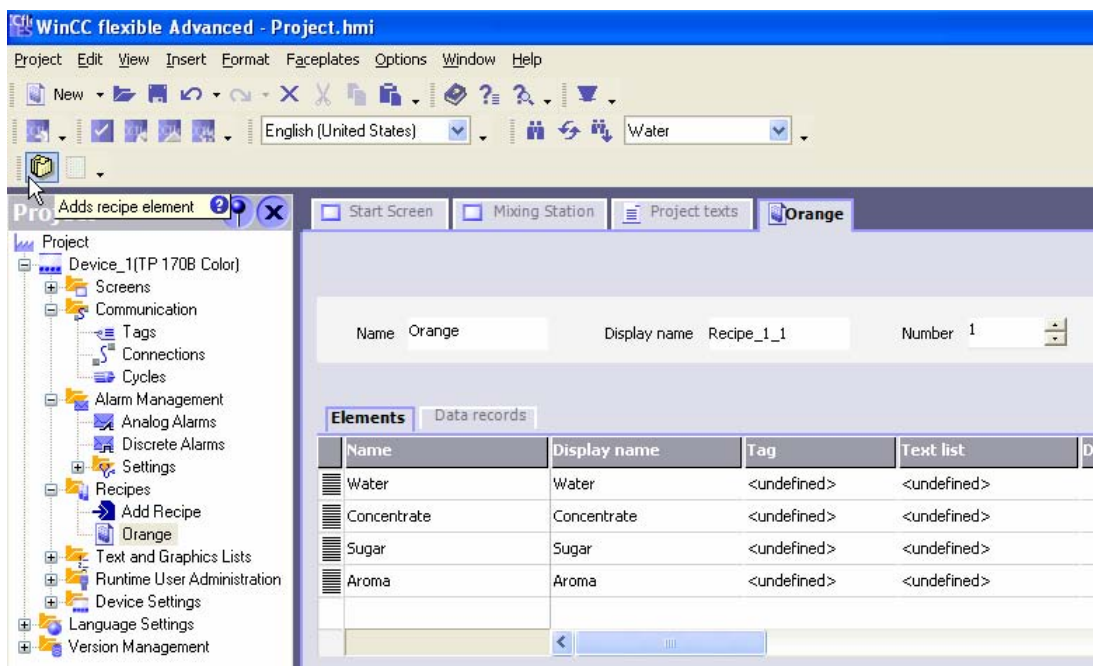 WinCC flexible Advanced - Project.hmi
Project Edit View Insert Format Faceplates Options Window Help
New
English (United States) Water
Adds recipe element
Start Screen Mixing Station Project texts Orange
Project
Device_1(TP 170B Color)
Screens
Communication
Tags
Connections
Cycles
Alarm Management
Analog Alarms
Discrete Alarms
Settings
Recipes
Add Recipe
Orange
Text and Graphics Lists
Runtime User Administration
Device Settings
Language Settings
Version Management
Name Orange Display name Recipe_1_1 Number 1
Elements Data records
Name Display name Tag Text list
Water Water <undefined> <undefined>
Concentrate Concentrate <undefined> <undefined>
Sugar Sugar <undefined> <undefined>
Aroma Aroma <undefined> <undefined>